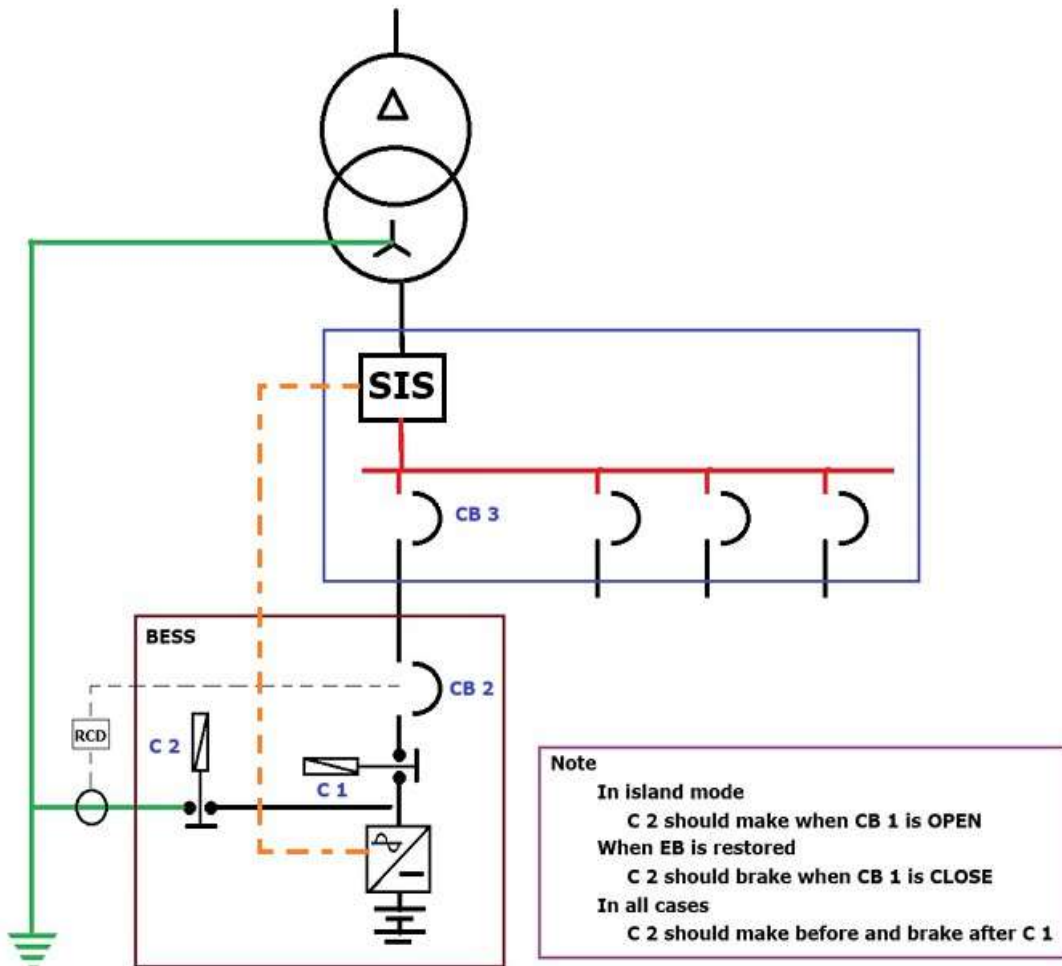 SIS
CB 3
BESS
CB 2
RCD
C 2
C 1
Note
In island mode
C 2 should make when CB 1 is OPEN
When EB is restored
C 2 should brake when CB 1 is CLOSE
In all cases
C 2 should make before and brake after C 1